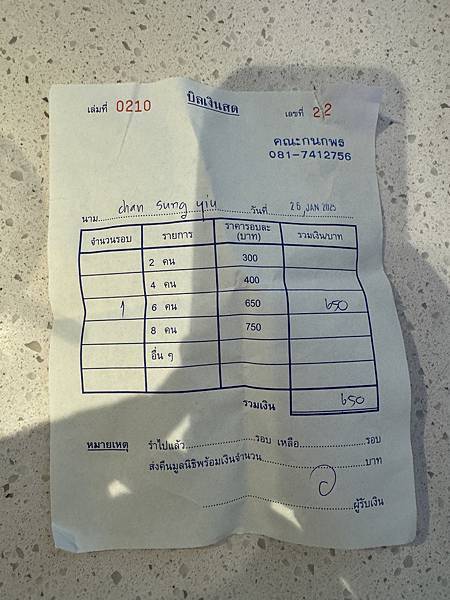 บิลเงินสด
เล่มที่ 0210 เลขที่ 22
คณะกนกพร
081-7412756
นาม chan sung yiu วันที่ 26, JAN 2025
จำนวนรอบ รายการ ราคารอบละ (บาท) รวมเงิน/บาท
2 คน 300
4 คน 400
1 6 คน 650 650
8 คน 750
อื่น ๆ
รวมเงิน 650
หมายเหตุ รำไปแล้ว รอบ เหลือ รอบ
ส่งคืนมูลนิธิพร้อมเงินจำนวน บาท
ผู้รับเงิน